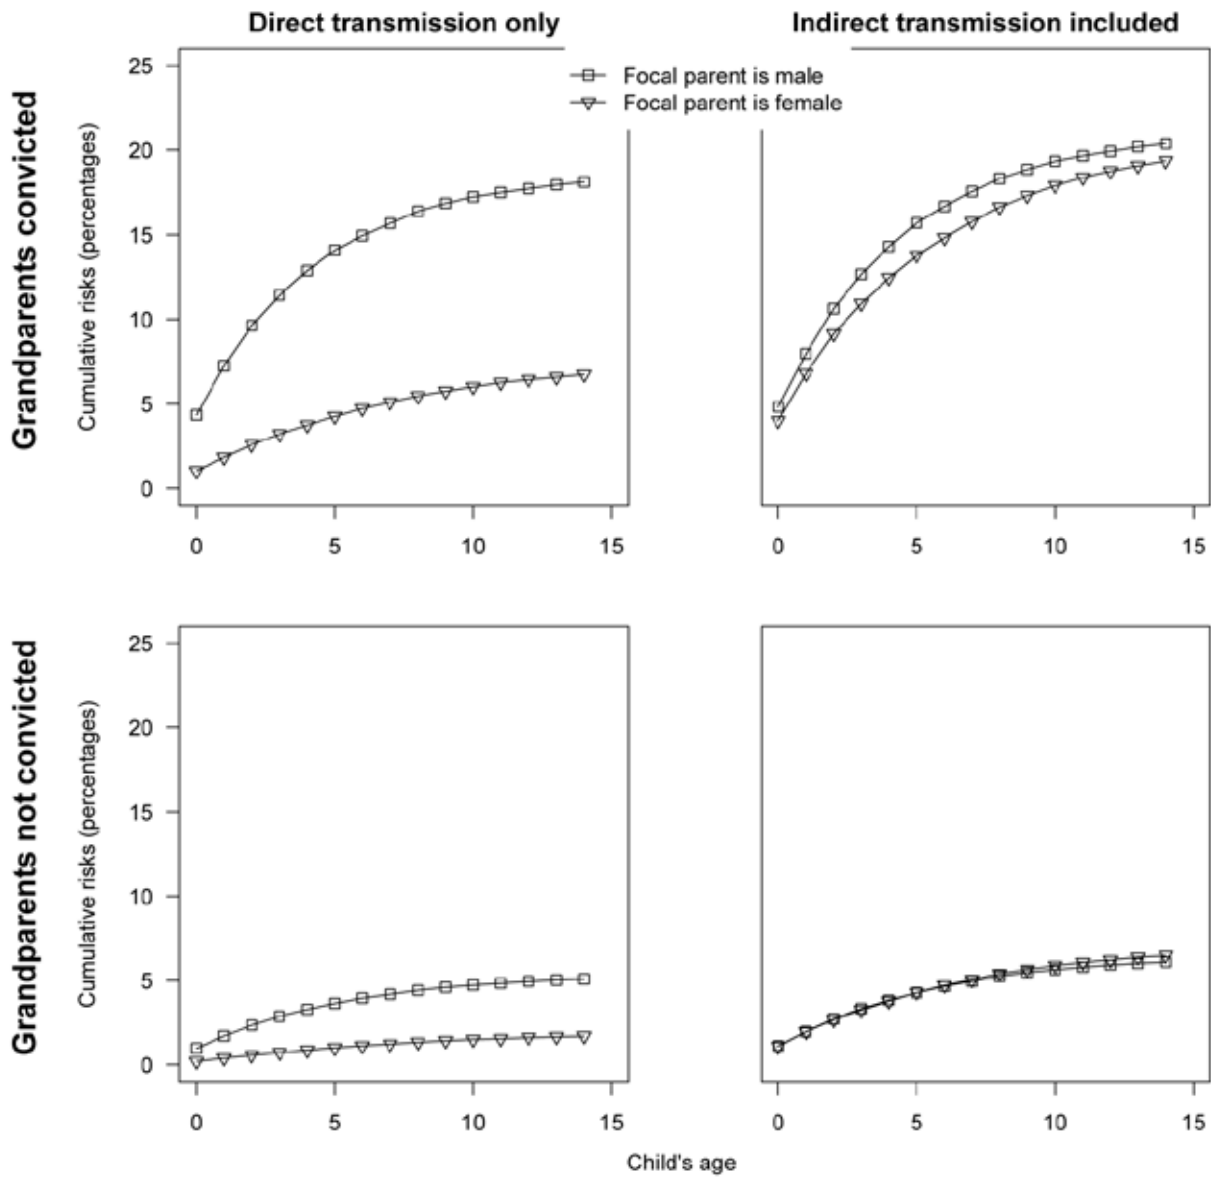 Direct transmission only
Indirect transmission included
Focal parent is male
Focal parent is female
Grandparents convicted
Cumulative risks (percentages)
25
20
15
10
5
0
0 5 10 15
0 5 10 15
Grandparents not convicted
Cumulative risks (percentages)
25
20
15
10
5
0
0 5 10 15
0 5 10 15
Child's age